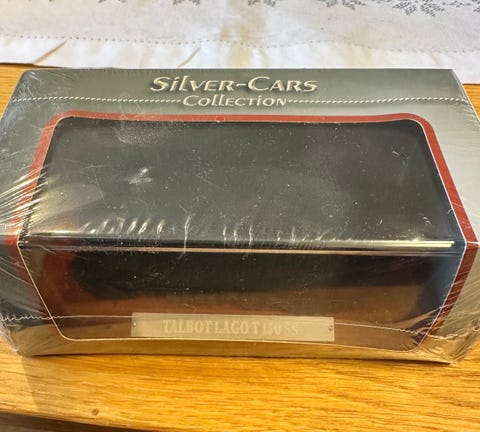 SILVER-CARS
COLLECTION
TALBOT LAGO T 150 SS